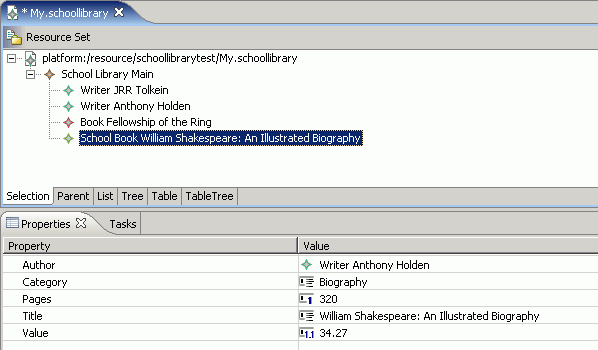 * My.schoollibrary
Resource Set
platform:/resource/schoollibrarytest/My.schoollibrary
School Library Main
Writer JRR Tolkein
Writer Anthony Holden
Book Fellowship of the Ring
School Book William Shakespeare: An Illustrated Biography
Selection Parent List Tree Table TableTree
Properties Tasks
Property Value
Author Writer Anthony Holden
Category Biography
Pages 320
Title William Shakespeare: An Illustrated Biography
Value 34.27